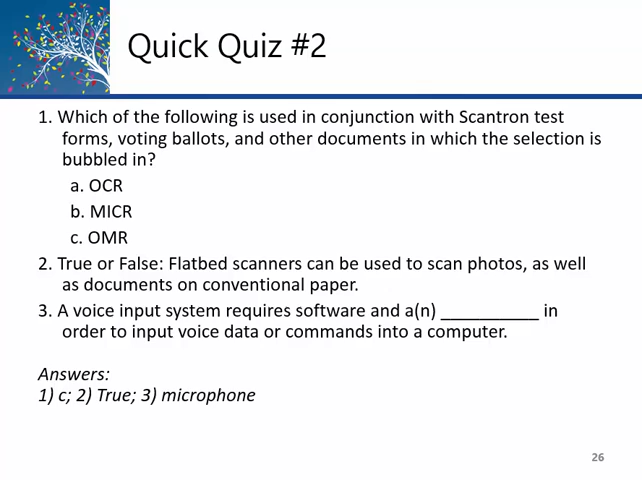 Quick Quiz #2
1. Which of the following is used in conjunction with Scantron test
forms, voting ballots, and other documents in which the selection is
bubbled in?
a. OCR
b. MICR
c. OMR
2. True or False: Flatbed scanners can be used to scan photos, as well
as documents on conventional paper.
3. A voice input system requires software and a(n) __________ in
order to input voice data or commands into a computer.
Answers:
1) c; 2) True; 3) microphone
26